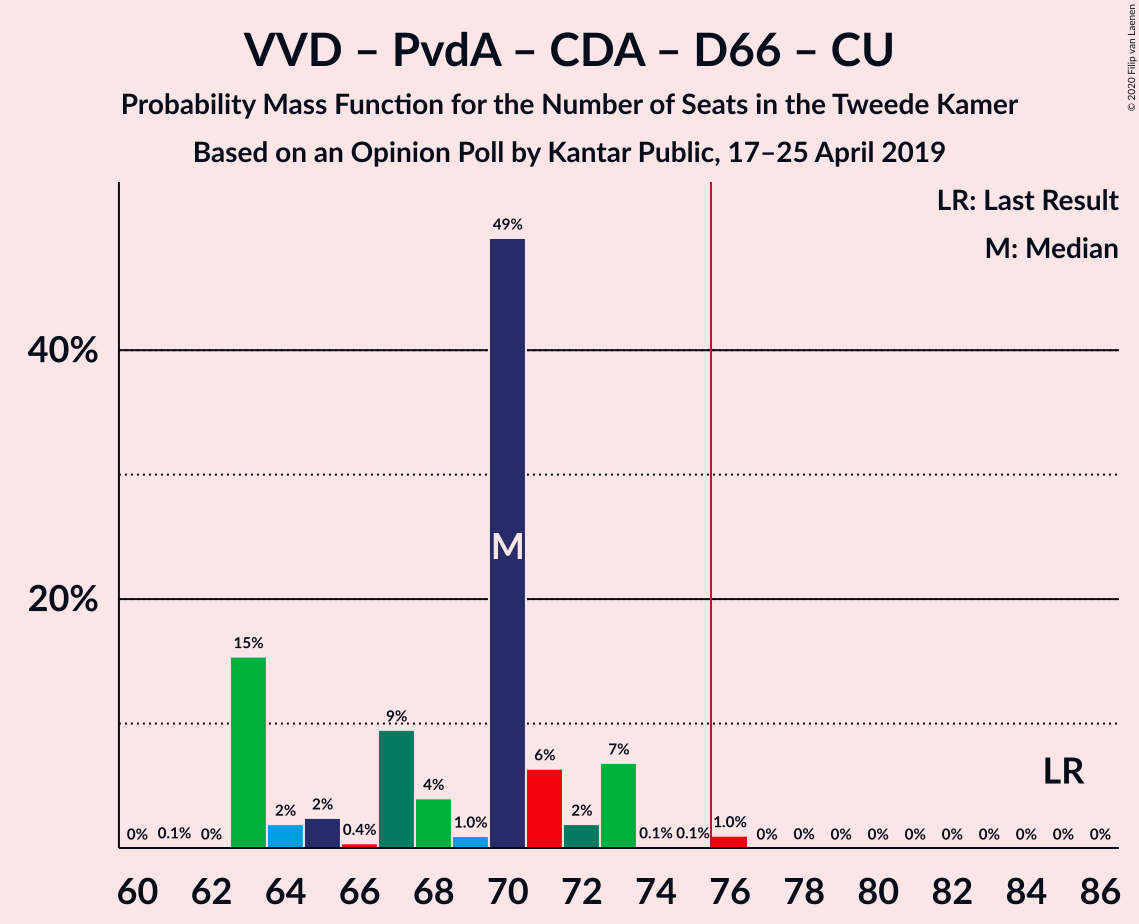 VVD – PvdA – CDA – D66 – CU
Probability Mass Function for the Number of Seats in the Tweede Kamer
Based on an Opinion Poll by Kantar Public, 17–25 April 2019
© 2020 Filip van Laenen
LR: Last Result
M: Median
40%
20%
0% 0.1% 0% 15% 2% 2% 0.4% 9% 4% 1.0% 49% 6% 2% 7% 0.1% 0.1% 1.0% 0% 0% 0% 0% 0% 0% 0% 0% 0% 0%
M
LR
60 62 64 66 68 70 72 74 76 78 80 82 84 86